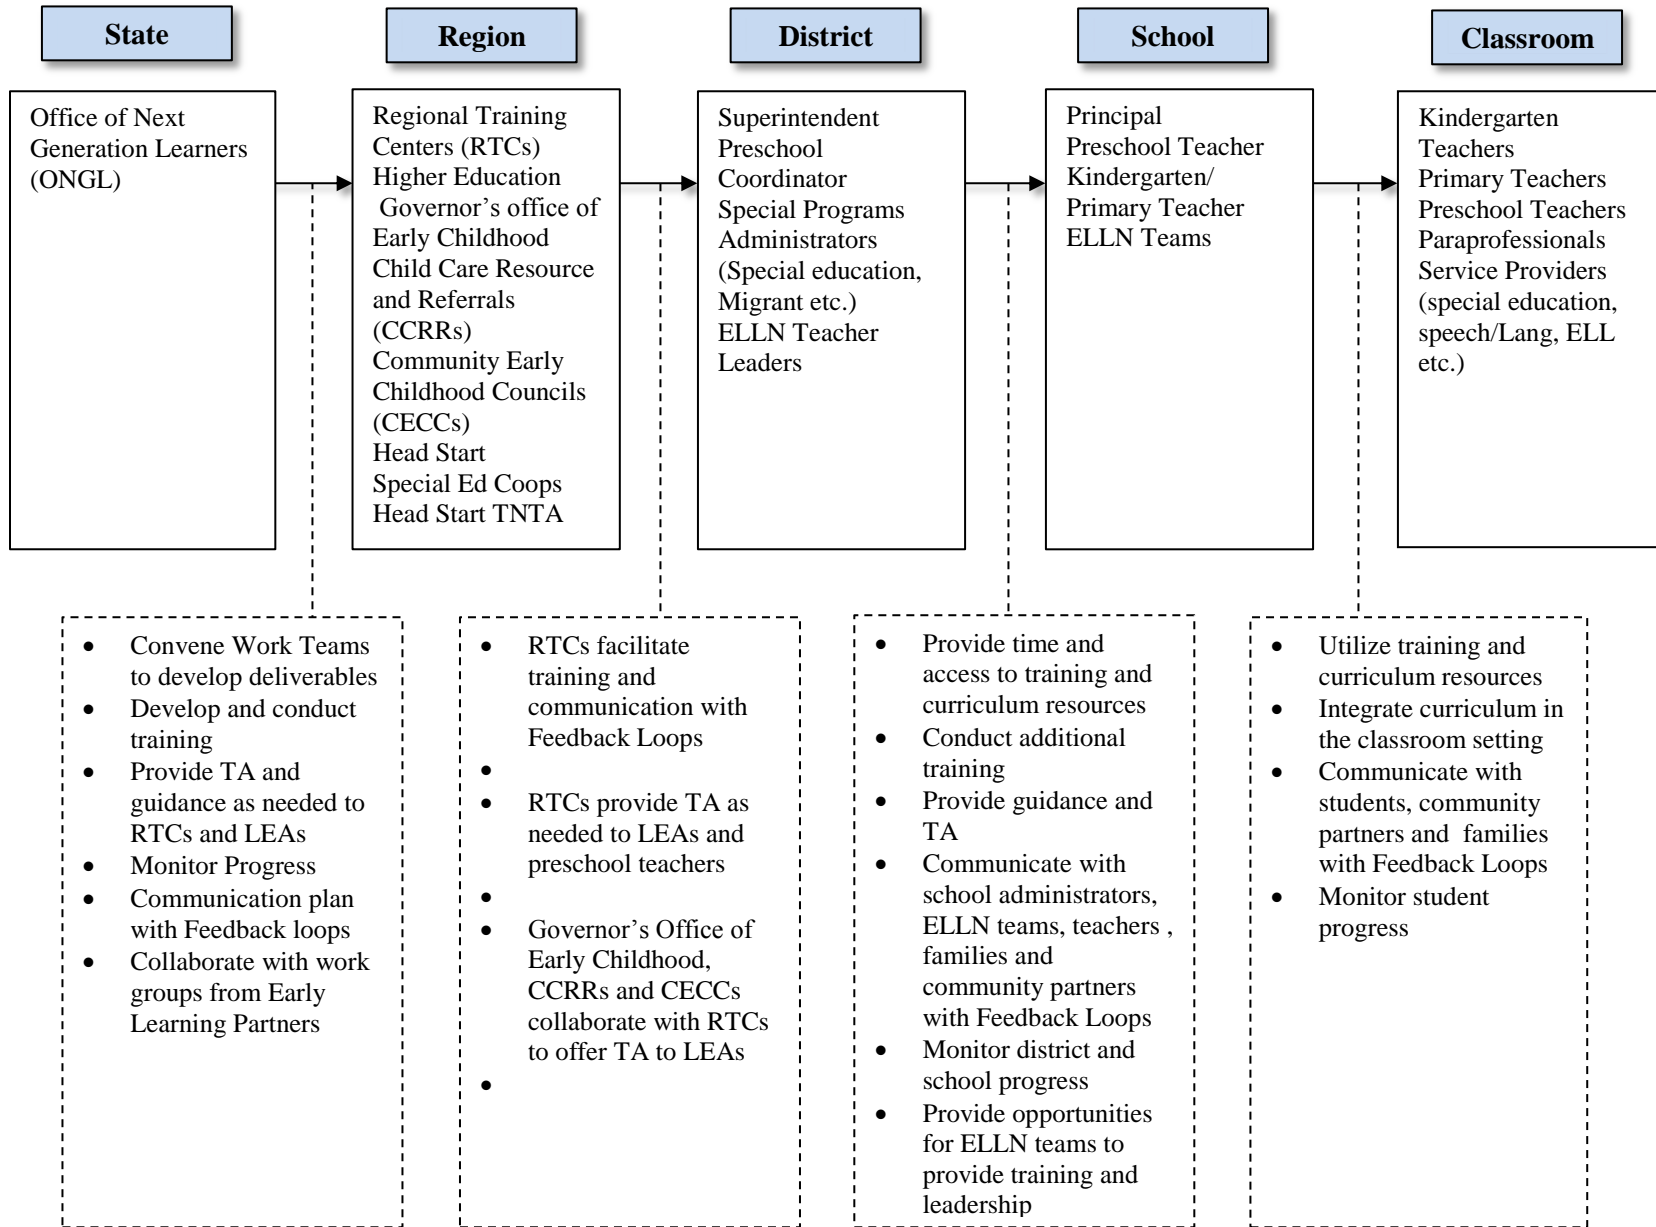 State
Region
District
School
Classroom
Office of Next
Generation Learners
(ONGL)
Regional Training
Centers (RTCs)
Higher Education
Governor’s office of
Early Childhood
Child Care Resource
and Referrals
(CCRRs)
Community Early
Childhood Councils
(CECCs)
Head Start
Special Ed Coops
Head Start TNTA
Superintendent
Preschool
Coordinator
Special Programs
Administrators
(Special education,
Migrant etc.)
ELLN Teacher
Leaders
Principal
Preschool Teacher
Kindergarten/
Primary Teacher
ELLN Teams
Kindergarten
Teachers
Primary Teachers
Preschool Teachers
Paraprofessionals
Service Providers
(special education,
speech/Lang, ELL
etc.)
• Convene Work Teams
to develop deliverables
• Develop and conduct
training
• Provide TA and
guidance as needed to
RTCs and LEAs
• Monitor Progress
• Communication plan
with Feedback loops
• Collaborate with work
groups from Early
Learning Partners
• RTCs facilitate
training and
communication with
Feedback Loops
•
• RTCs provide TA as
needed to LEAs and
preschool teachers
•
• Governor’s Office of
Early Childhood,
CCRRs and CECCs
collaborate with RTCs
to offer TA to LEAs
•
• Provide time and
access to training and
curriculum resources
• Conduct additional
training
• Provide guidance and
TA
• Communicate with
school administrators,
ELLN teams, teachers ,
families and
community partners
with Feedback Loops
• Monitor district and
school progress
• Provide opportunities
for ELLN teams to
provide training and
leadership
• Utilize training and
curriculum resources
• Integrate curriculum in
the classroom setting
• Communicate with
students, community
partners and  families
with Feedback Loops
• Monitor student
progress